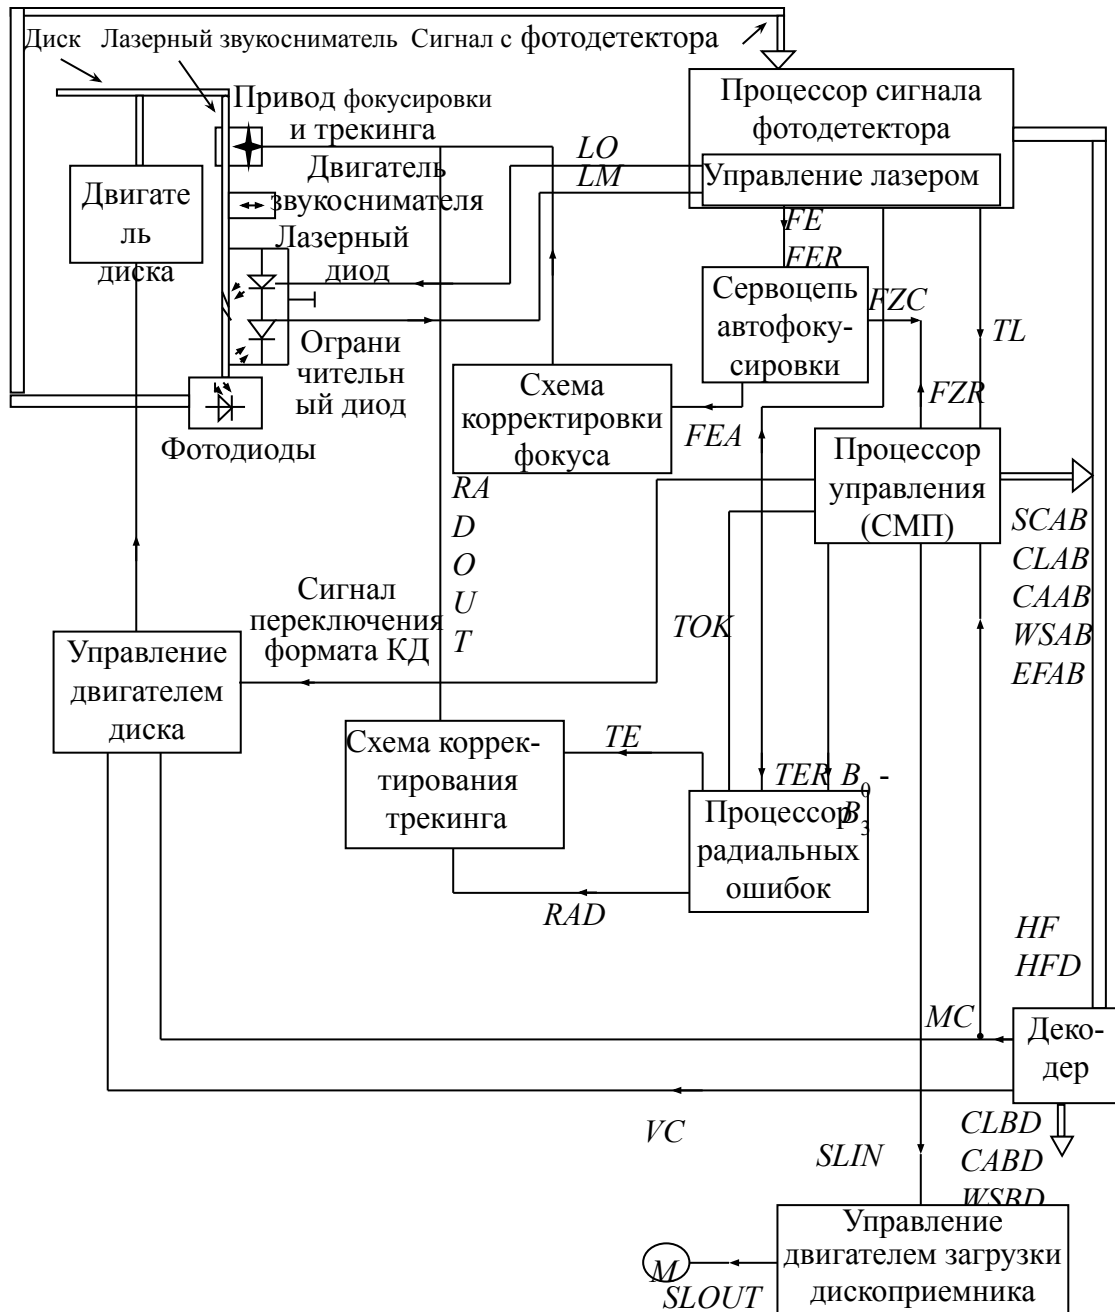 Диск Лазерный звукосниматель Сигнал с фотодетектора
Привод фокусировки
и трекинга
Двигатель
звукоснимателя
Двигате
ль
диска
Лазерный
диод
Ограни
чительн
ый диод
Фотодиоды
LO
LM
Процессор сигнала
фотодетектора
Управление лазером
FE
FER
Сервоцепь
автофоку-
сировки
FZC
TL
FZR
FEA
Схема
корректировки
фокуса
Процессор
управления
(СМП)
RA
D
O
U
T
SCAB
CLAB
CAAB
WSAB
EFAB
Сигнал
переключения
формата КД
TOK
Управление
двигателем
диска
Схема коррек-
тирования
трекинга
TE
TER
B0 -
B3
Процессор
радиальных
ошибок
RAD
HF
HFD
MC
Деко-
дер
VC
SLIN
CLBD
CABD
WSBD
Управление
двигателем загрузки
дископриемника
M
SLOUT